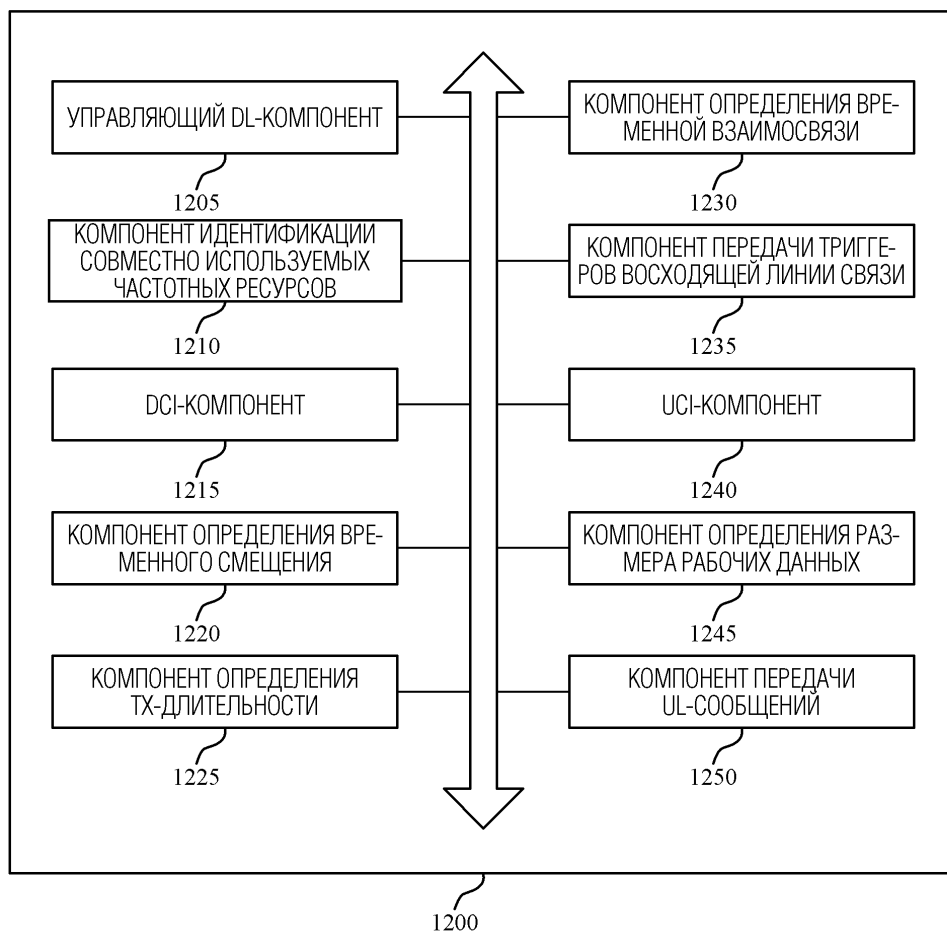 УПРАВЛЯЮЩИЙ DL-КОМПОНЕНТ
1205
КОМПОНЕНТ ИДЕНТИФИКАЦИИ
СОВМЕСТНО ИСПОЛЬЗУЕМЫХ
ЧАСТОТНЫХ РЕСУРСОВ
1210
DCI-КОМПОНЕНТ
1215
КОМПОНЕНТ ОПРЕДЕЛЕНИЯ ВРЕ-
МЕННОГО СМЕЩЕНИЯ
1220
КОМПОНЕНТ ОПРЕДЕЛЕНИЯ
TX-ДЛИТЕЛЬНОСТИ
1225
КОМПОНЕНТ ОПРЕДЕЛЕНИЯ ВРЕ-
МЕННОЙ ВЗАИМОСВЯЗИ
1230
КОМПОНЕНТ ПЕРЕДАЧИ ТРИГГЕ-
РОВ ВОСХОДЯЩЕЙ ЛИНИИ СВЯЗИ
1235
UCI-КОМПОНЕНТ
1240
КОМПОНЕНТ ОПРЕДЕЛЕНИЯ РАЗ-
МЕРА РАБОЧИХ ДАННЫХ
1245
КОМПОНЕНТ ПЕРЕДАЧИ
UL-СООБЩЕНИЙ
1250
1200